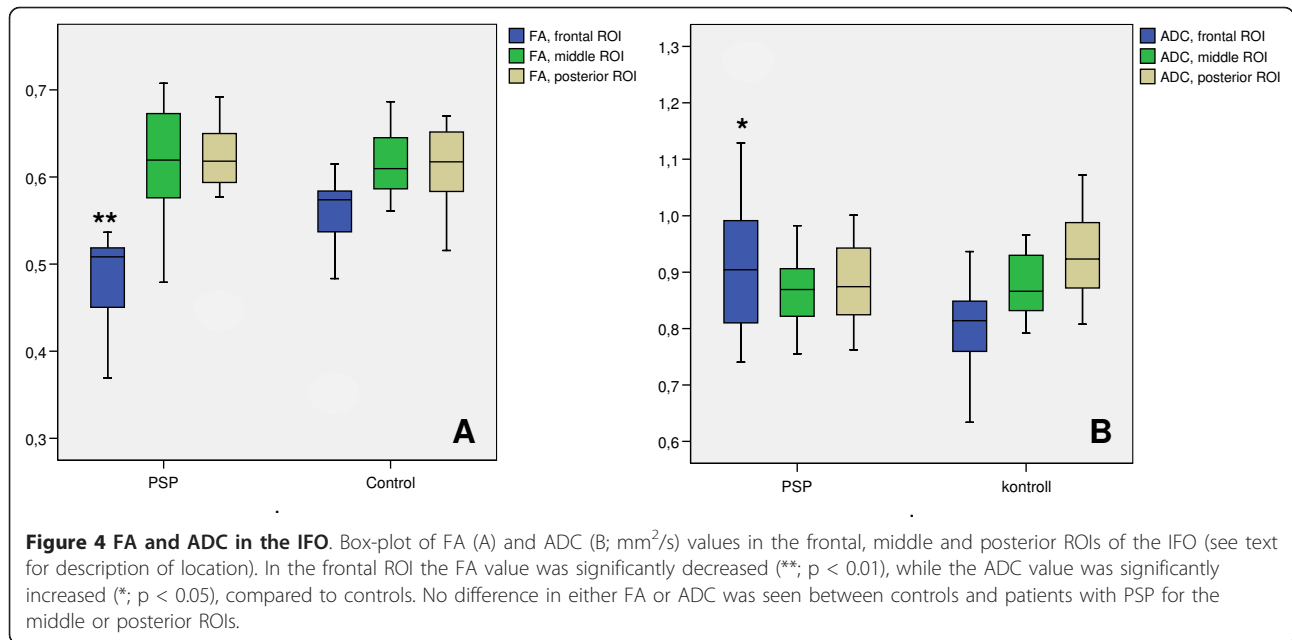 FA, frontal ROI
FA, middle ROI
FA, posterior ROI
0,7
0,6
0,5
0,4
0,3
**
A
PSP
Control
ADC, frontal ROI
ADC, middle ROI
ADC, posterior ROI
1,3
1,2
1,1
1,0
0,9
0,8
0,7
0,6
*
B
PSP
kontroll
Figure 4 FA and ADC in the IFO. Box-plot of FA (A) and ADC (B; mm²/s) values in the frontal, middle and posterior ROIs of the IFO (see text
for description of location). In the frontal ROI the FA value was significantly decreased (**; p < 0.01), while the ADC value was significantly
increased (*; p < 0.05), compared to controls. No difference in either FA or ADC was seen between controls and patients with PSP for the
middle or posterior ROIs.